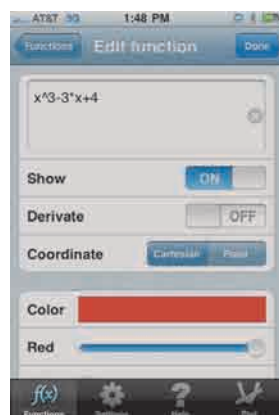 AT&T 3G 1:48 PM
Functions Edit function Done
x^3-3*x+4
Show ON
Derivate OFF
Coordinate Cartesian Polar
Color
Red
f(x)
Functions Settings Help